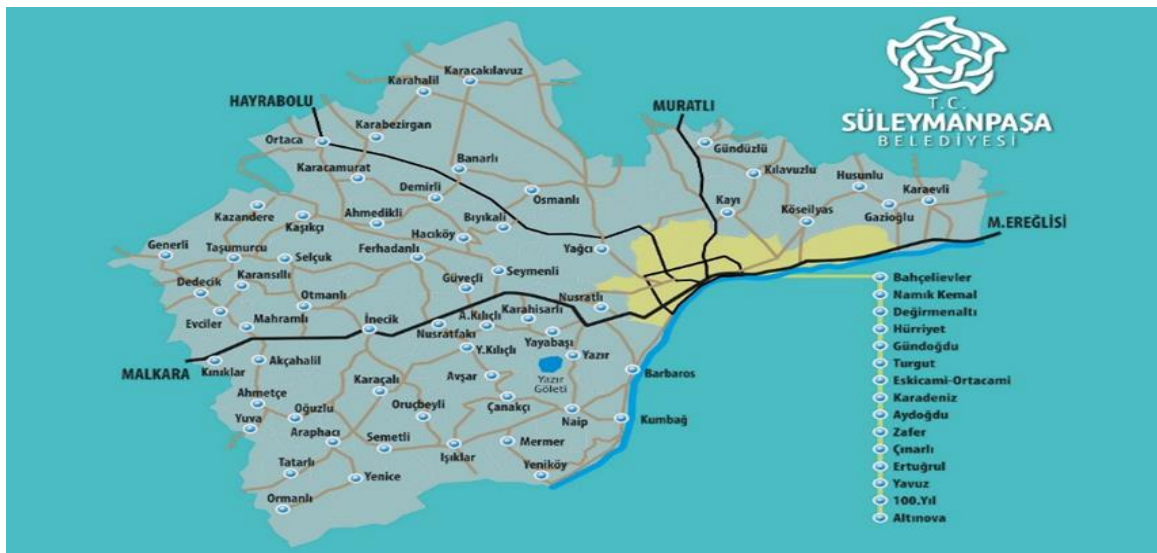 T.C.
SÜLEYMANPAŞA
BELEDİYESİ
Karacakılavuz
Karahalil
HAYRABOLU
MURATLI
Karabezirgan
Ortaca
Gündüzlü
Banarlı
Karacamurat
Kılavuzlu
Husunlu
Demirli
Osmanlı
Karaevli
Kayı
Kazandere
Ahmedikli
Bıyıkali
Köseilyas
Gazioğlu
Kaşıkçı
M.EREĞLİSİ
Hacıköy
Generli
Taşumurcu
Ferhadanlı
Yağcı
Selçuk
Seymenli
Dedecik
Karansıllı
Güveçli
Otmanlı
Nusratlı
Karahisarlı
A.Kılıçlı
Evciler
Mahramlı
İnecik
Nusratfakı
Yayabaşı
Y.Kılıçlı
Yazır
Akçahalil
MALKARA
Kınıklar
Avşar
Yazır
Göleti
Barbaros
Karaçalı
Ahmetçe
Oruçbeyli
Çanakçı
Oğuzlu
Naip
Kumbağ
Yuva
Araphacı
Semetli
Mermer
Işıklar
Tatarlı
Yeniköy
Yenice
Ormanlı
Bahçelievler
Namık Kemal
Değirmenaltı
Hürriyet
Gündoğdu
Turgut
Eskicami-Ortacami
Karadeniz
Aydoğdu
Zafer
Çınarlı
Ertuğrul
Yavuz
100.Yıl
Altınova